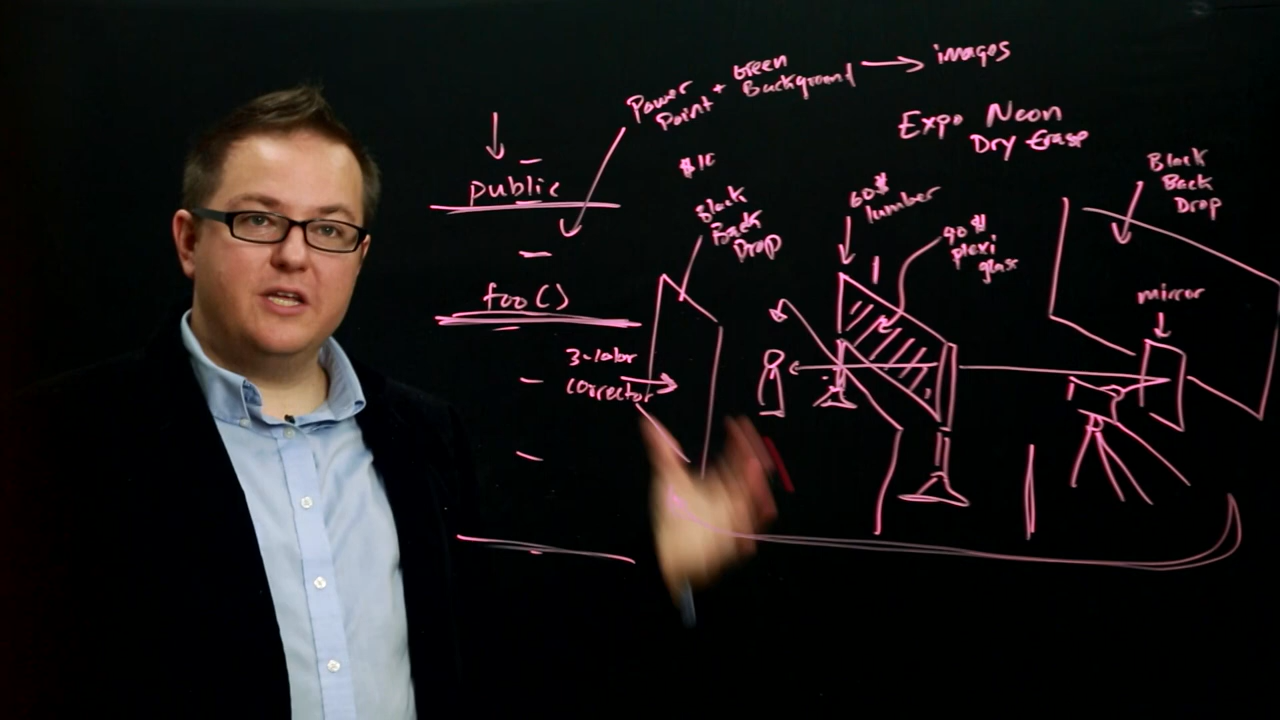 Power
Point + Green
Background → images
public
foo()
3-color
corrector
$10
Black
Back
Drop
60$
lumber
90$
plexi
glass
Expo Neon
Dry Erase
Black
Back
Drop
mirror